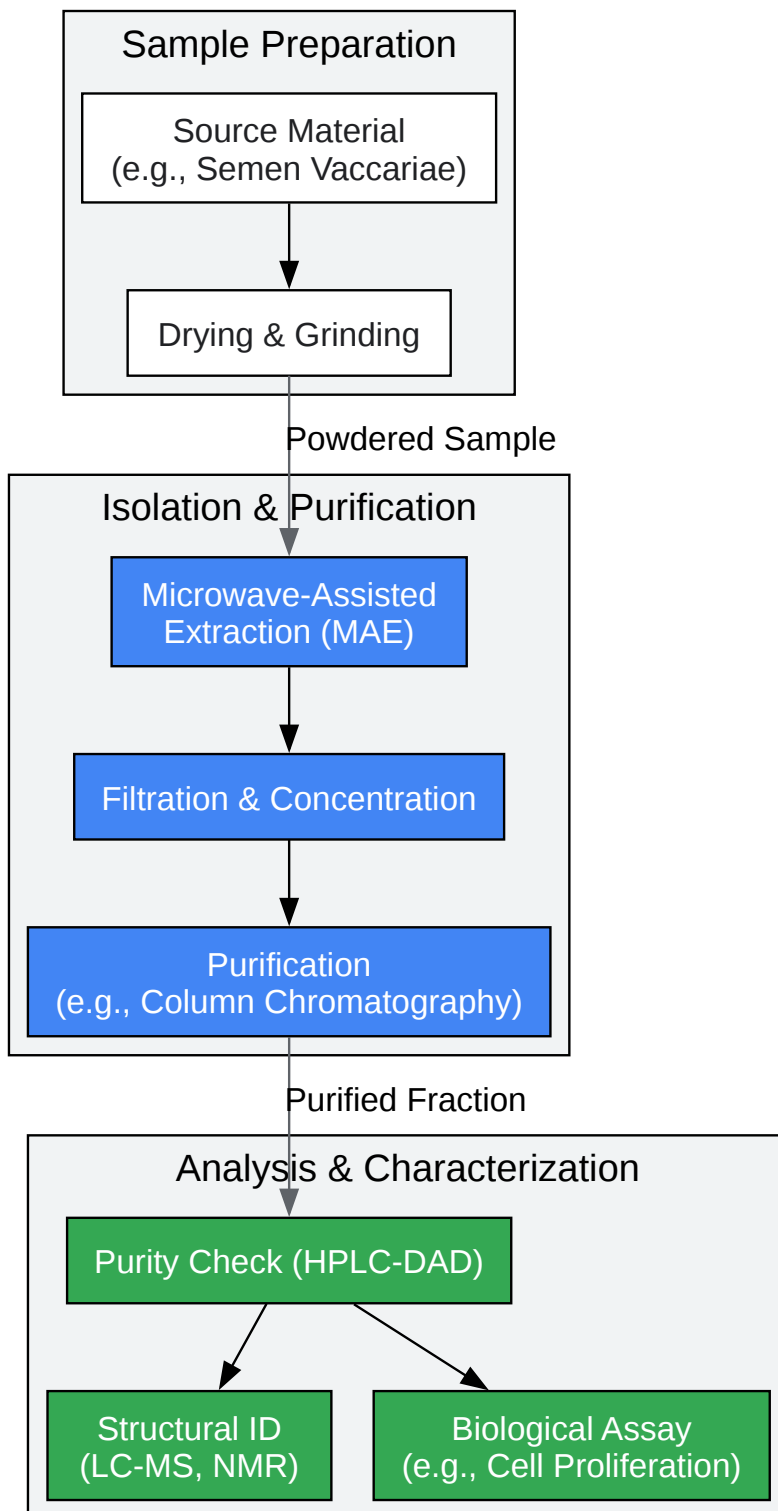 Sample Preparation
Source Material
(e.g., Semen Vaccariae)
Drying & Grinding
Powdered Sample
Isolation & Purification
Microwave-Assisted
Extraction (MAE)
Filtration & Concentration
Purification
(e.g., Column Chromatography)
Purified Fraction
Analysis & Characterization
Purity Check (HPLC-DAD)
Structural ID
(LC-MS, NMR)
Biological Assay
(e.g., Cell Proliferation)